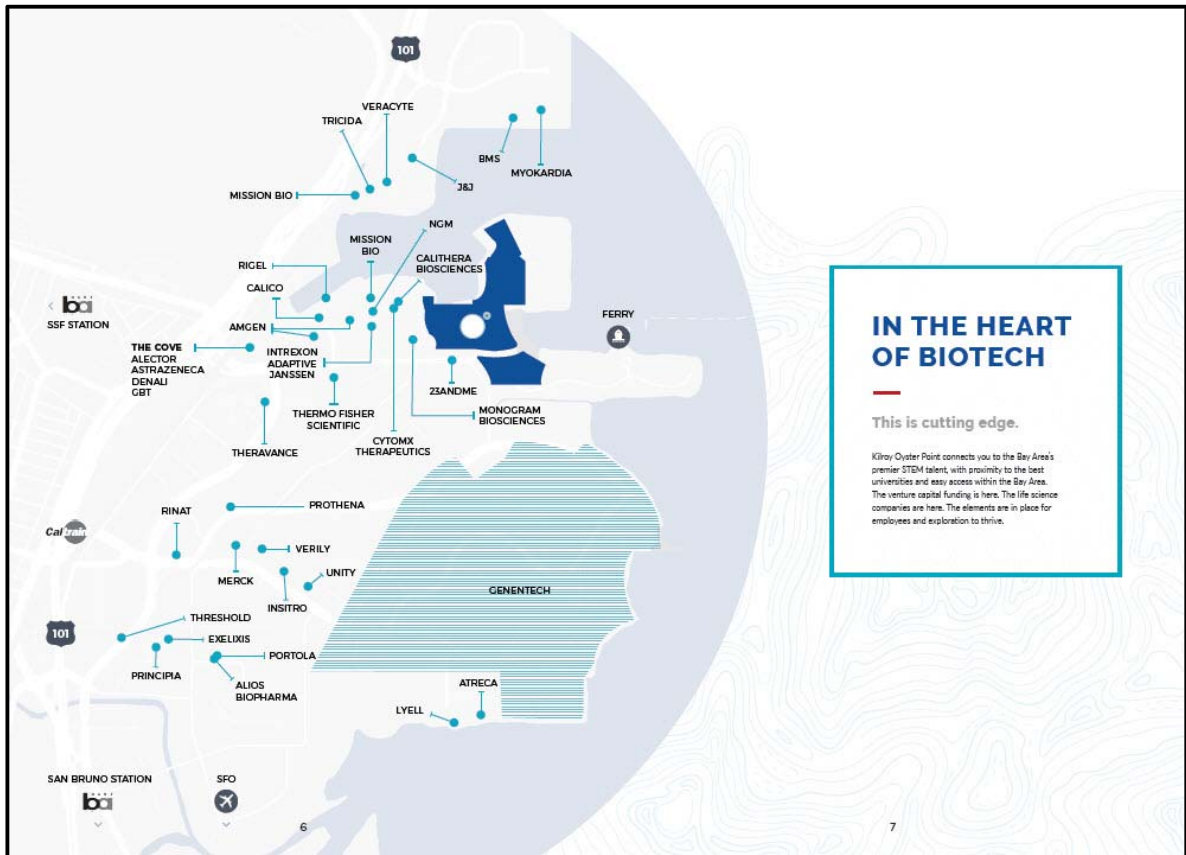 101
VERACYTE
TRICIDA
BMS
MYOKARDIA
J&J
MISSION BIO
NGM
MISSION
BIO
CALITHERA
BIOSCIENCES
RIGEL
CALICO
ba
SSF STATION
AMGEN
FERRY
THE COVE
ALECTOR
ASTRAZENECA
DENALI
GBT
INTREXON
ADAPTIVE
JANSSEN
23ANDME
THERMO FISHER
SCIENTIFIC
MONOGRAM
BIOSCIENCES
CYTOMX
THERAPEUTICS
THERAVANCE
IN THE HEART
OF BIOTECH
This is cutting edge.
Kilroy Oyster Point connects you to the Bay Area's
premier STEM talent, with proximity to the best
universities and easy access within the Bay Area.
The venture capital funding is here. The life science
companies are here. The elements are in place for
employees and exploration to thrive.
RINAT
PROTHENA
Caltrain
VERILY
MERCK
UNITY
INSITRO
GENENTECH
THRESHOLD
101
EXELIXIS
PORTOLA
PRINCIPIA
ALIOS
BIOPHARMA
ATRECA
LYELL
SAN BRUNO STATION
ba
SFO
6
7